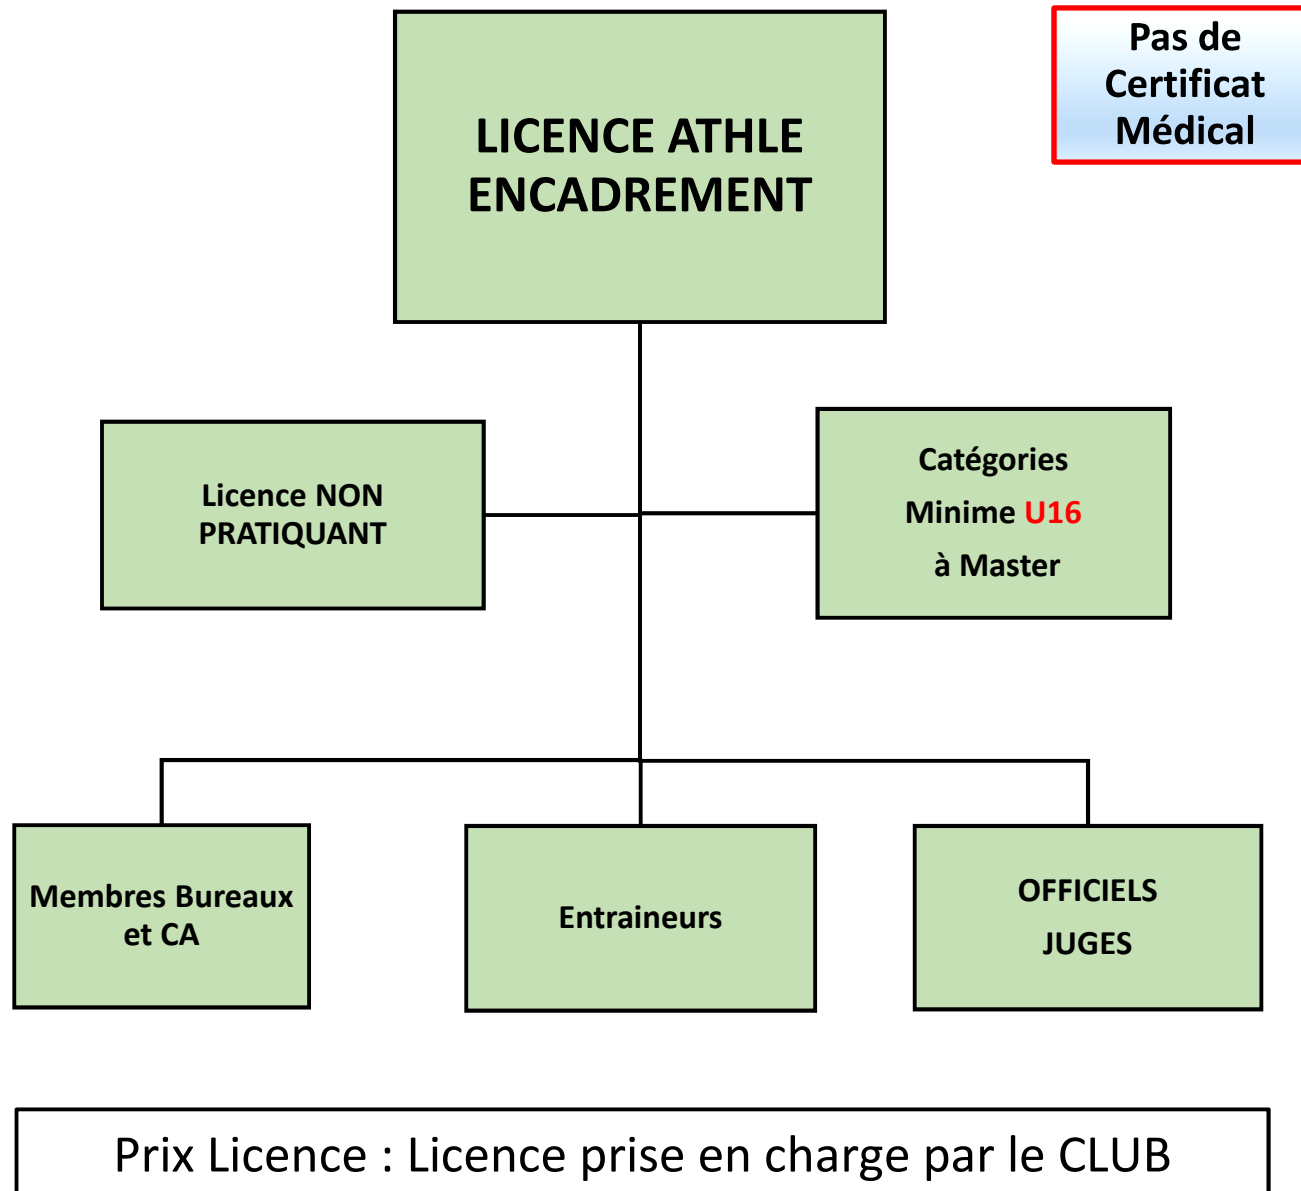 LICENCE ATHLE
ENCADREMENT
Pas de
Certificat
Médical
Licence NON
PRATIQUANT
Catégories
Minime U16
à Master
Membres Bureaux
et CA
Entraineurs
OFFICIELS
JUGES
Prix Licence : Licence prise en charge par le CLUB